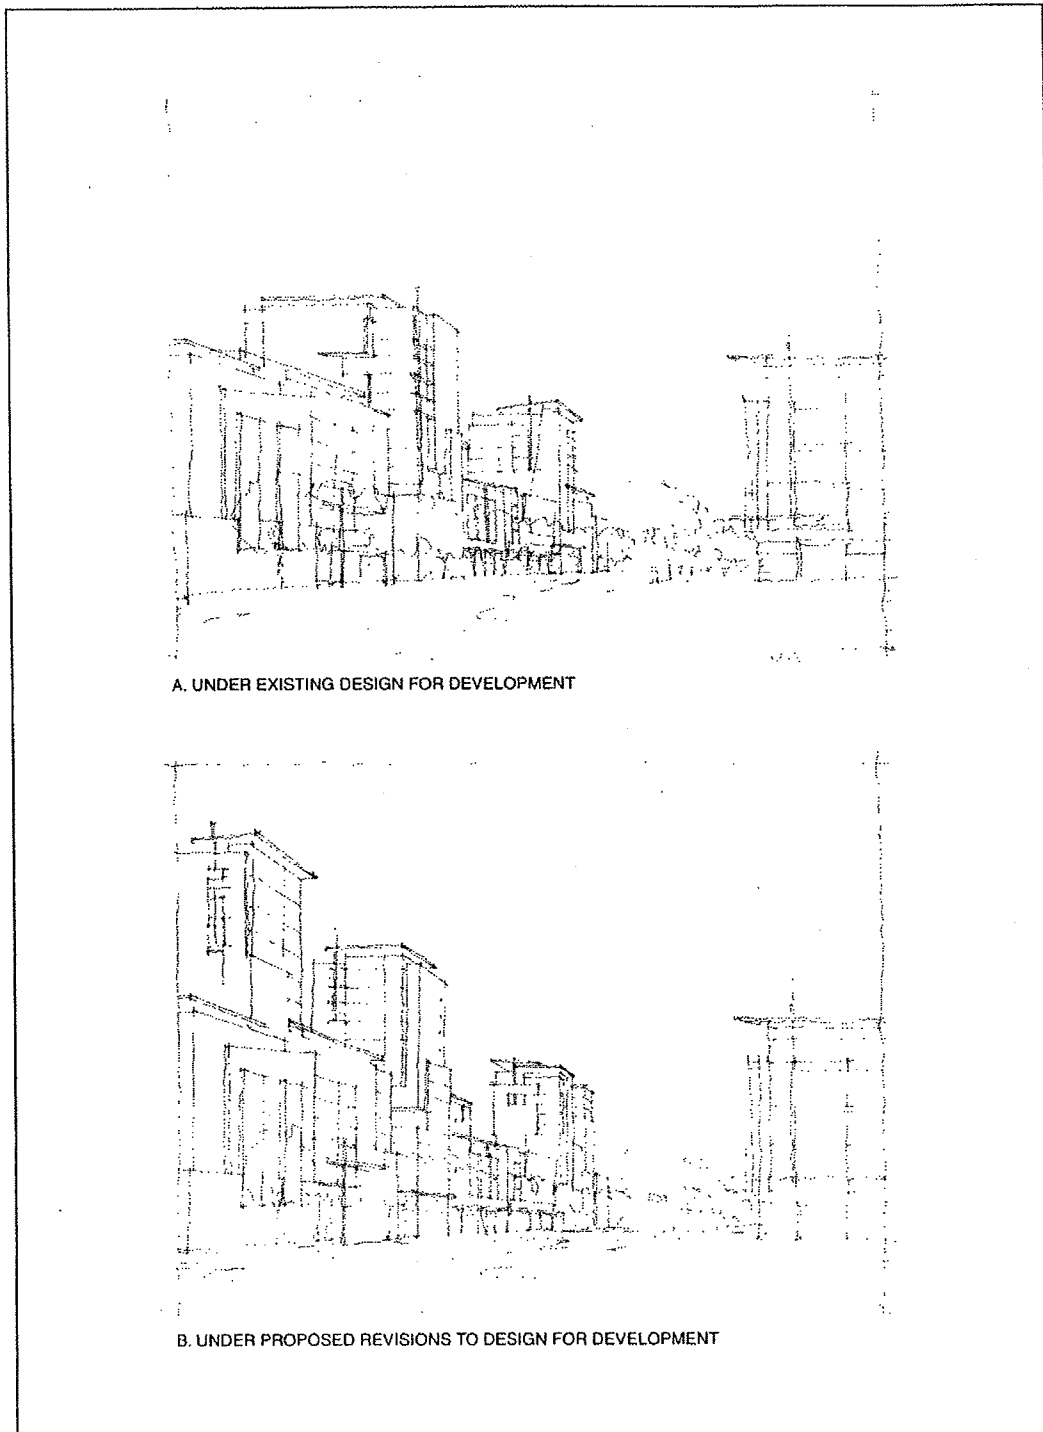 A. UNDER EXISTING DESIGN FOR DEVELOPMENT
B. UNDER PROPOSED REVISIONS TO DESIGN FOR DEVELOPMENT